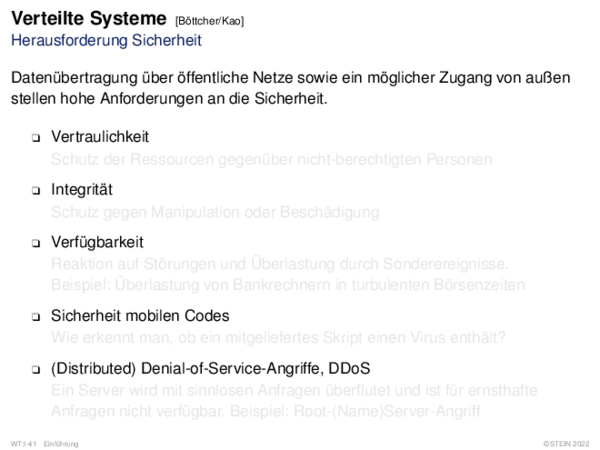 Verteilte Systeme [Böttcher/Kao]
Herausforderung Sicherheit
Datenübertragung über öffentliche Netze sowie ein möglicher Zugang von außen
stellen hohe Anforderungen an die Sicherheit.
❑ Vertraulichkeit
Schutz der Ressourcen gegenüber nicht-berechtigten Personen
❑ Integrität
Schutz gegen Manipulation oder Beschädigung
❑ Verfügbarkeit
Reaktion auf Störungen und Überlastung durch Sonderereignisse.
Beispiel: Überlastung von Bankrechnern in turbulenten Börsenzeiten
❑ Sicherheit mobilen Codes
Wie erkennt man, ob ein mitgeliefertes Skript einen Virus enthält?
❑ (Distributed) Denial-of-Service-Angriffe, DDoS
Ein Server wird mit sinnlosen Anfragen überflutet und ist für ernsthafte
Anfragen nicht verfügbar. Beispiel: Root-(Name)Server-Angriff
WT:I-41 Einführung ©STEIN 2022